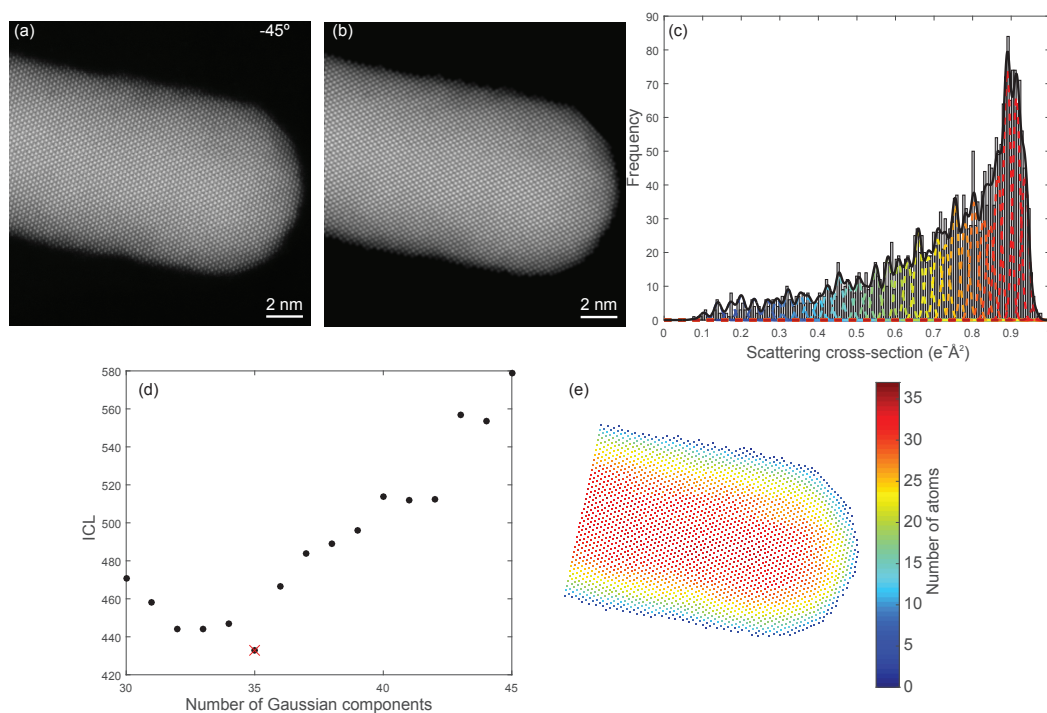 (a)
-45º
2 nm
(b)
2 nm
(c)
Frequency
90
80
70
60
50
40
30
20
10
0
0 0.1 0.2 0.3 0.4 0.5 0.6 0.7 0.8 0.9
Scattering cross-section (e⁻Å²)
(d)
ICL
580
560
540
520
500
480
460
440
420
30 35 40 45
Number of Gaussian components
(e)
35
30
25
20
15
10
5
0
Number of atoms